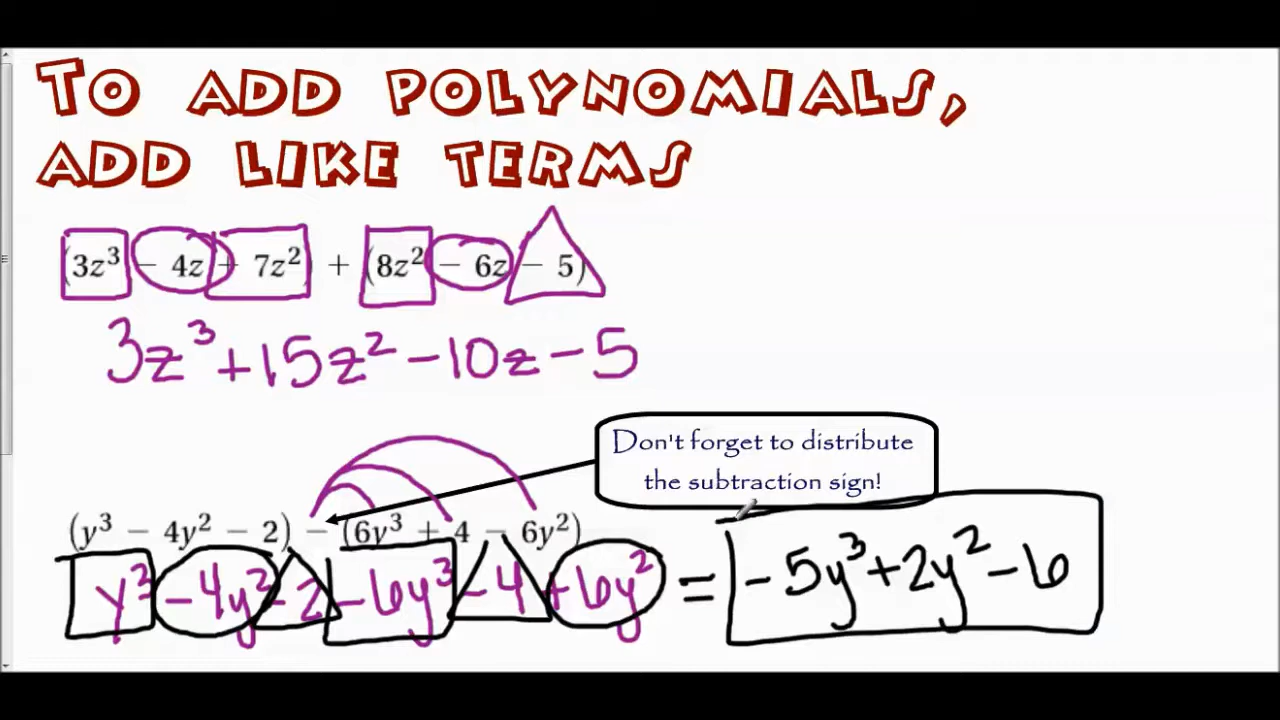 To ADD POLYNOMIALS,
ADD LIKE TERMS
(3z³ − 4z + 7z²) + (8z² − 6z − 5)
3z³ + 15z² − 10z − 5
Don't forget to distribute
the subtraction sign!
(y³ − 4y² − 2) − (6y³ + 4 − 6y²)
y³ − 4y² − 2 − 6y³ − 4 + 6y² = − 5y³ + 2y² − 6